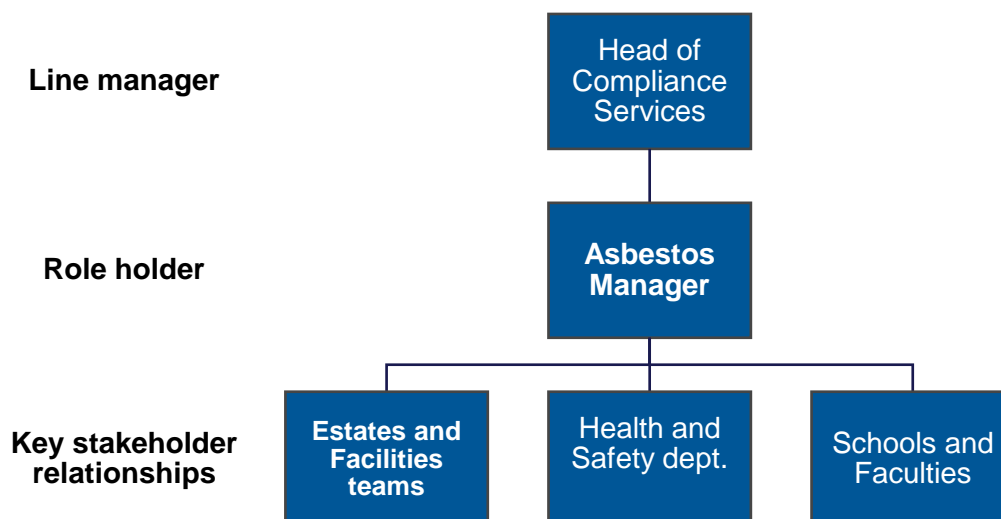 Line manager
Head of
Compliance
Services
Role holder
Asbestos
Manager
Key stakeholder
relationships
Estates and
Facilities
teams
Health and
Safety dept.
Schools and
Faculties